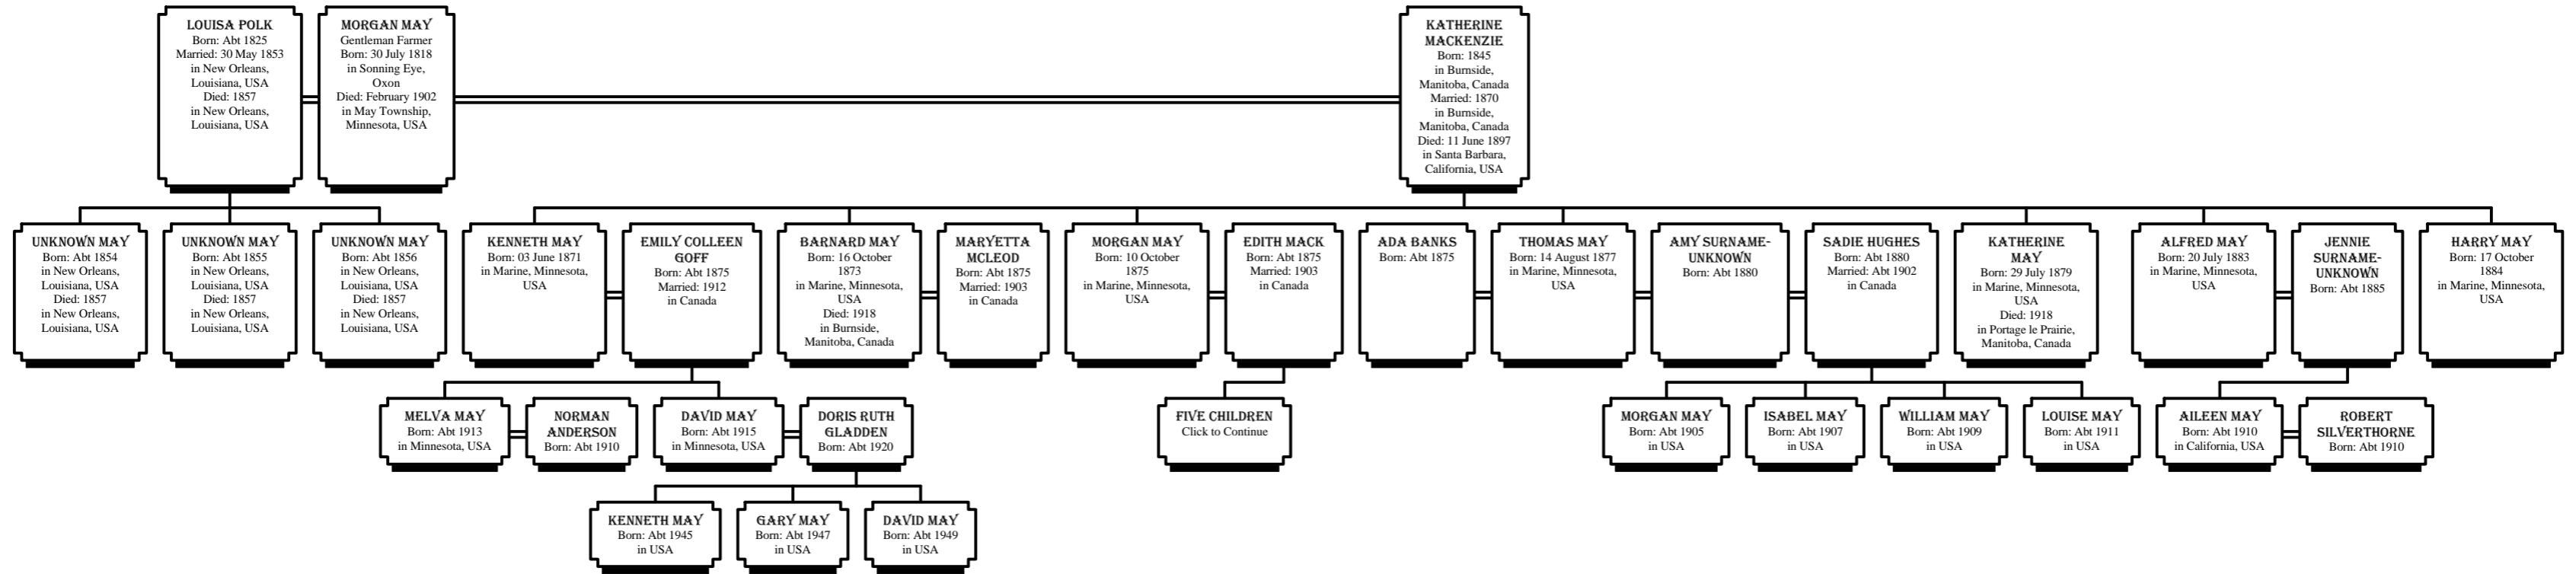 LOUISA POLK
Born: Abt 1825
Married: 30 May 1853
in New Orleans,
Louisiana, USA
Died: 1857
in New Orleans,
Louisiana, USA
MORGAN MAY
Gentleman Farmer
Born: 30 July 1818
in Sonning Eye,
Oxon
Died: February 1902
in May Township,
Minnesota, USA
KATHERINE
MACKENZIE
Born: 1845
in Burnside,
Manitoba, Canada
Married: 1870
in Burnside,
Manitoba, Canada
Died: 11 June 1897
in Santa Barbara,
California, USA
UNKNOWN MAY
Born: Abt 1854
in New Orleans,
Louisiana, USA
Died: 1857
in New Orleans,
Louisiana, USA
UNKNOWN MAY
Born: Abt 1855
in New Orleans,
Louisiana, USA
Died: 1857
in New Orleans,
Louisiana, USA
UNKNOWN MAY
Born: Abt 1856
in New Orleans,
Louisiana, USA
Died: 1857
in New Orleans,
Louisiana, USA
KENNETH MAY
Born: 03 June 1871
in Marine, Minnesota,
USA
EMILY COLLEEN
GOFF
Born: Abt 1875
Married: 1912
in Canada
BARNARD MAY
Born: 16 October
1873
in Marine, Minnesota,
USA
Died: 1918
in Burnside,
Manitoba, Canada
MARYETTA
MCLEOD
Born: Abt 1875
Married: 1903
in Canada
MORGAN MAY
Born: 10 October
1875
in Marine, Minnesota,
USA
EDITH MACK
Born: Abt 1875
Married: 1903
in Canada
ADA BANKS
Born: Abt 1875
THOMAS MAY
Born: 14 August 1877
in Marine, Minnesota,
USA
AMY SURNAME-
UNKNOWN
Born: Abt 1880
SADIE HUGHES
Born: Abt 1880
Married: Abt 1902
in Canada
KATHERINE
MAY
Born: 29 July 1879
in Marine, Minnesota,
USA
Died: 1918
in Portage le Prairie,
Manitoba, Canada
ALFRED MAY
Born: 20 July 1883
in Marine, Minnesota,
USA
JENNIE
SURNAME-
UNKNOWN
Born: Abt 1885
HARRY MAY
Born: 17 October
1884
in Marine, Minnesota,
USA
MELVA MAY
Born: Abt 1913
in Minnesota, USA
NORMAN
ANDERSON
Born: Abt 1910
DAVID MAY
Born: Abt 1915
in Minnesota, USA
DORIS RUTH
GLADDEN
Born: Abt 1920
FIVE CHILDREN
Click to Continue
MORGAN MAY
Born: Abt 1905
in USA
ISABEL MAY
Born: Abt 1907
in USA
WILLIAM MAY
Born: Abt 1909
in USA
LOUISE MAY
Born: Abt 1911
in USA
AILEEN MAY
Born: Abt 1910
in California, USA
ROBERT
SILVERTHORNE
Born: Abt 1910
KENNETH MAY
Born: Abt 1945
in USA
GARY MAY
Born: Abt 1947
in USA
DAVID MAY
Born: Abt 1949
in USA